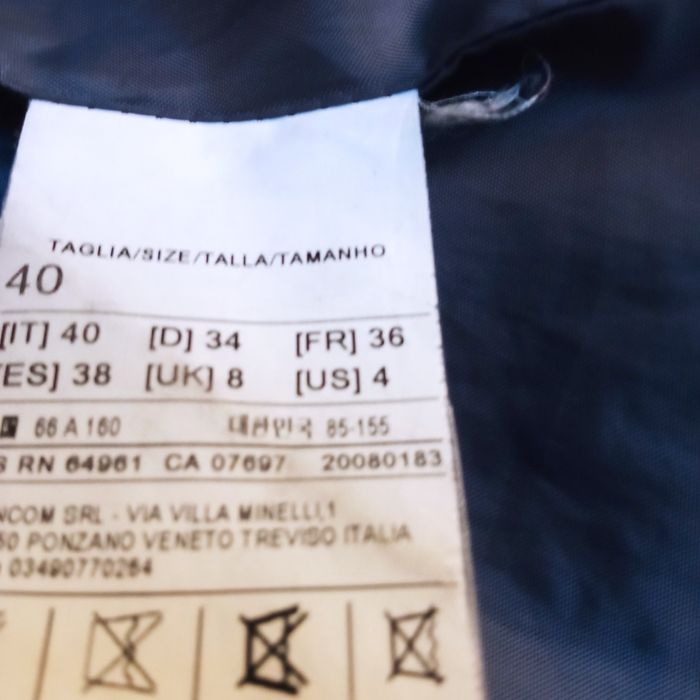 TAGLIA/SIZE/TALLA/TAMANHO
40
[IT] 40 [D] 34 [FR] 36
ES] 38 [UK] 8 [US] 4
66 A 160 대한민국 85-155
S RN 64961 CA 07697 20080183
NCOM SRL - VIA VILLA MINELLI,1
50 PONZANO VENETO TREVISO ITALIA
03490770264